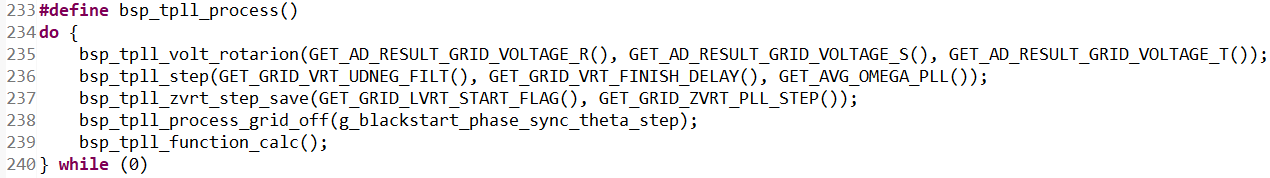 233 #define bsp_tpll_process()
234 do {
235     bsp_tpll_volt_rotarion(GET_AD_RESULT_GRID_VOLTAGE_R(), GET_AD_RESULT_GRID_VOLTAGE_S(), GET_AD_RESULT_GRID_VOLTAGE_T());
236     bsp_tpll_step(GET_GRID_VRT_UDNEG_FILT(), GET_GRID_VRT_FINISH_DELAY(), GET_AVG_OMEGA_PLL());
237     bsp_tpll_zvrt_step_save(GET_GRID_LVRT_START_FLAG(), GET_GRID_ZVRT_PLL_STEP());
238     bsp_tpll_process_grid_off(g_blackstart_phase_sync_theta_step);
239     bsp_tpll_function_calc();
240 } while (0)